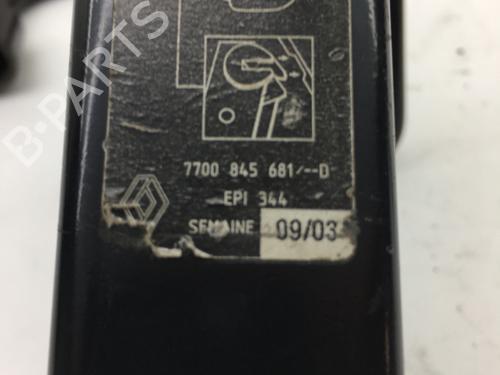 B-PARTS
7700 845 681/--D
EPI 344
SEMAINE 09/03